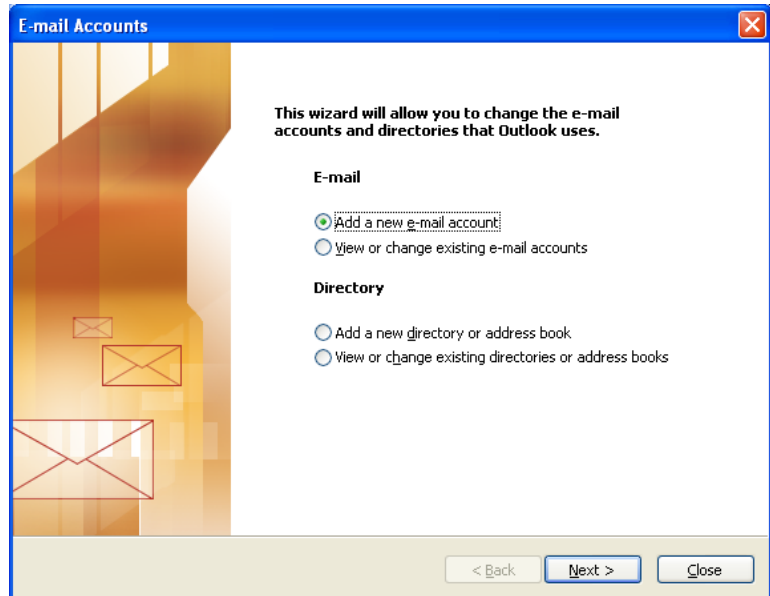 E-mail Accounts
This wizard will allow you to change the e-mail
accounts and directories that Outlook uses.
E-mail
Add a new e-mail account
View or change existing e-mail accounts
Directory
Add a new directory or address book
View or change existing directories or address books
< Back Next > Close